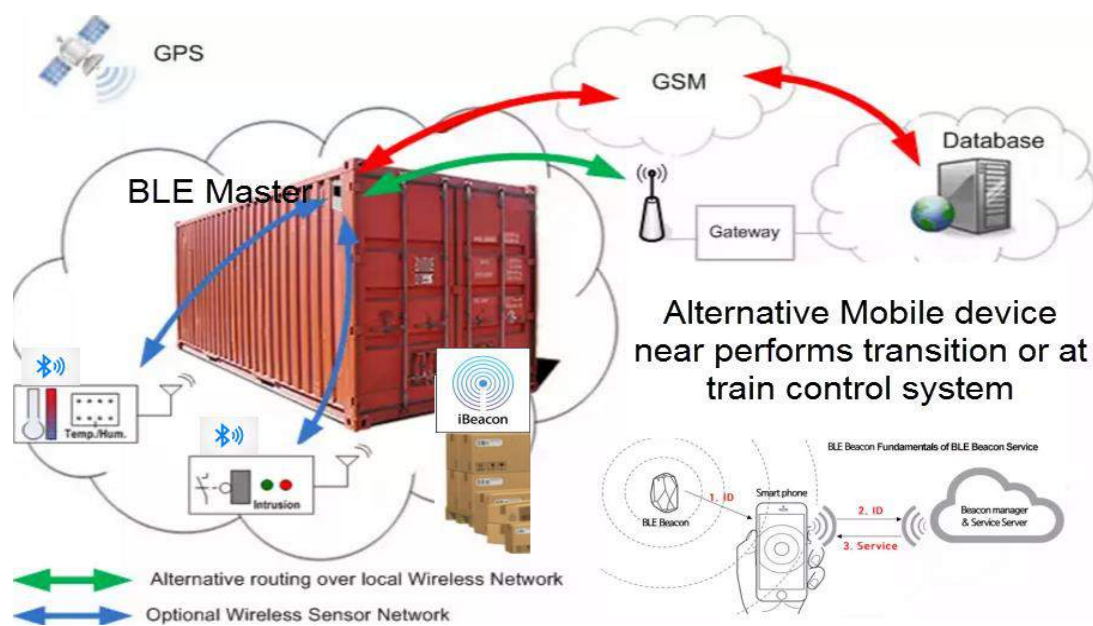 GPS
GSM
Database
BLE Master
Gateway
Alternative Mobile device
near performs transition or at
train control system
iBeacon
Temp./Hum.
Intrusion
BLE Beacon Fundamentals of BLE Beacon Service
1. ID
Smart phone
BLE Beacon
2. ID
3. Service
Beacon manager
& Service Server
Alternative routing over local Wireless Network
Optional Wireless Sensor Network